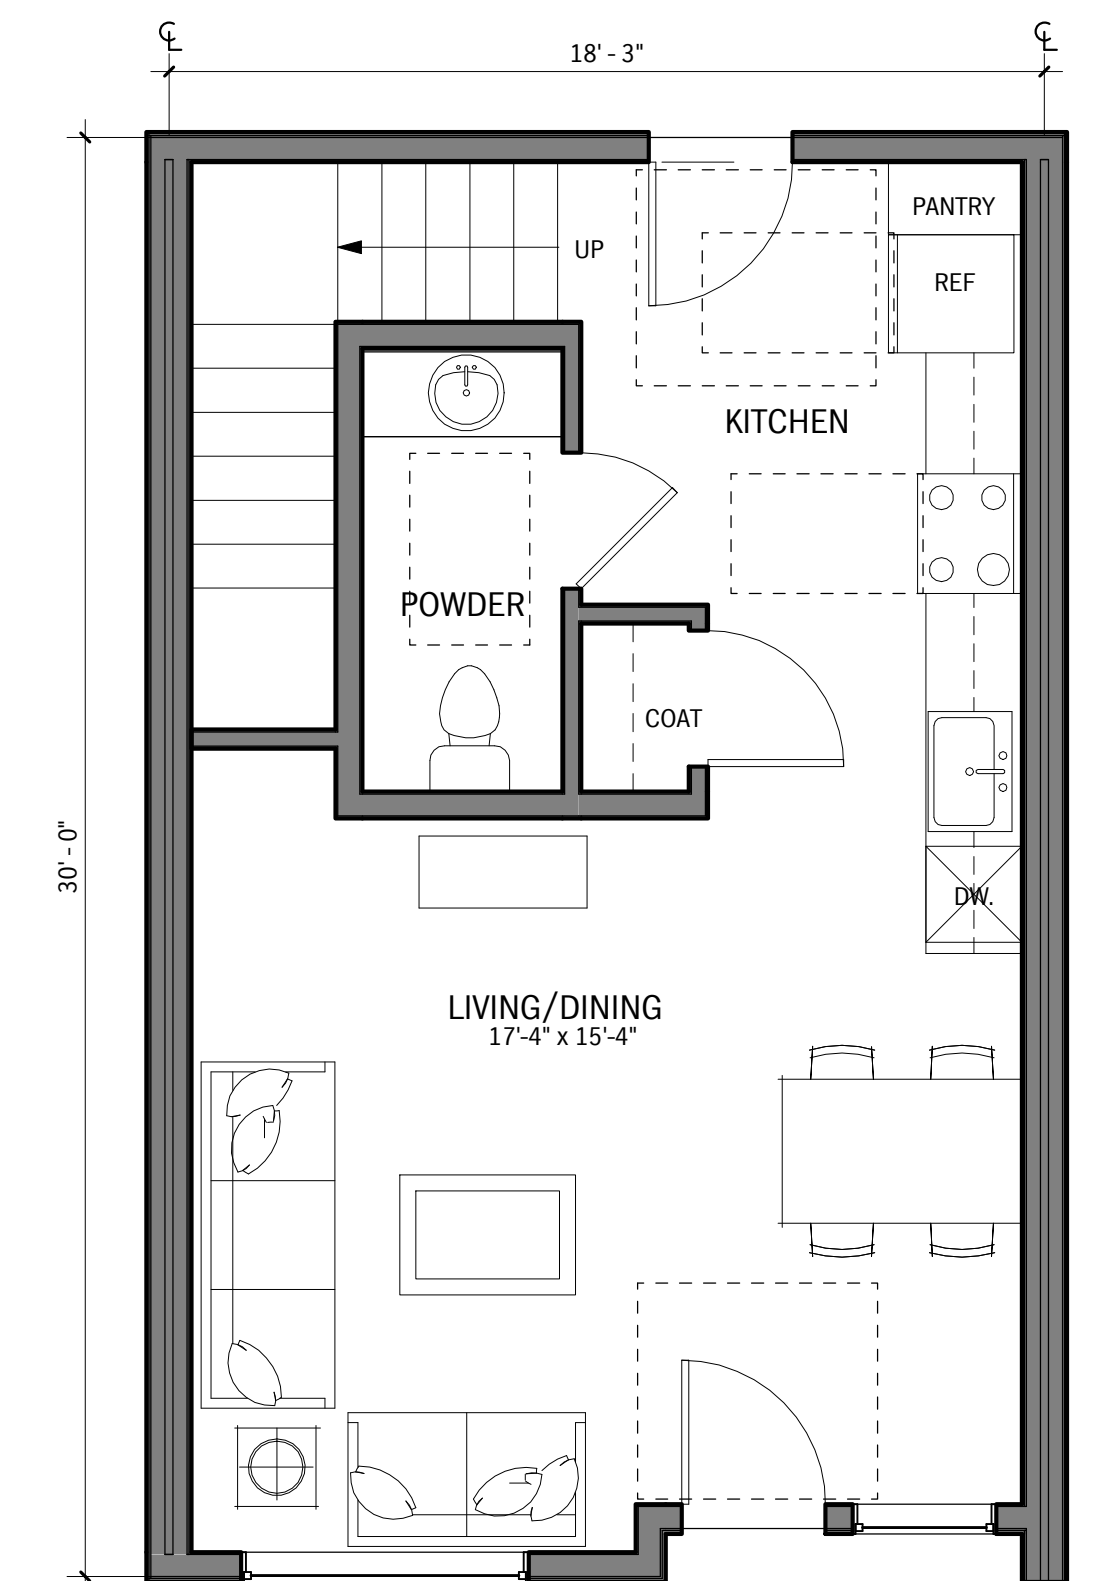 ℄ ℄
18' - 3"
PANTRY
UP
REF
KITCHEN
POWDER
COAT
30' - 0"
DW.
LIVING/DINING
17'-4" x 15'-4"